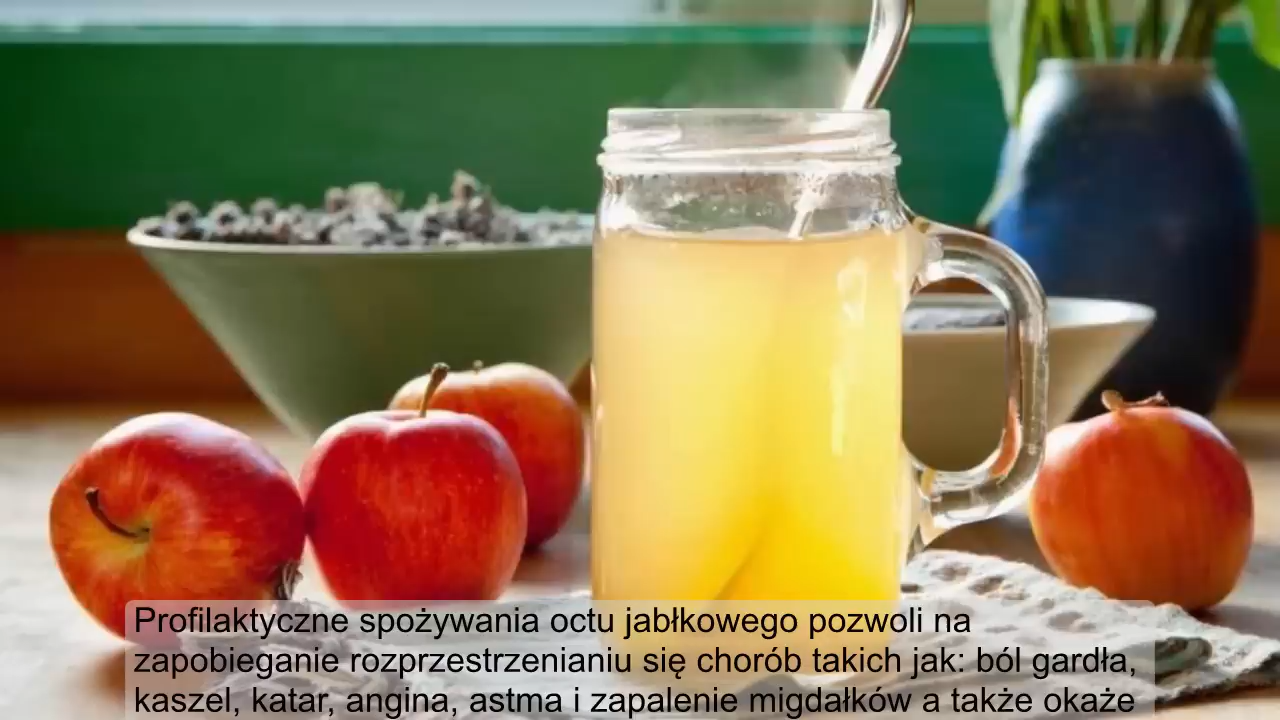 Profilaktyczne spożywania octu jabłkowego pozwoli na
zapobieganie rozprzestrzenianiu się chorób takich jak: ból gardła,
kaszel, katar, angina, astma i zapalenie migdałków a także okaże